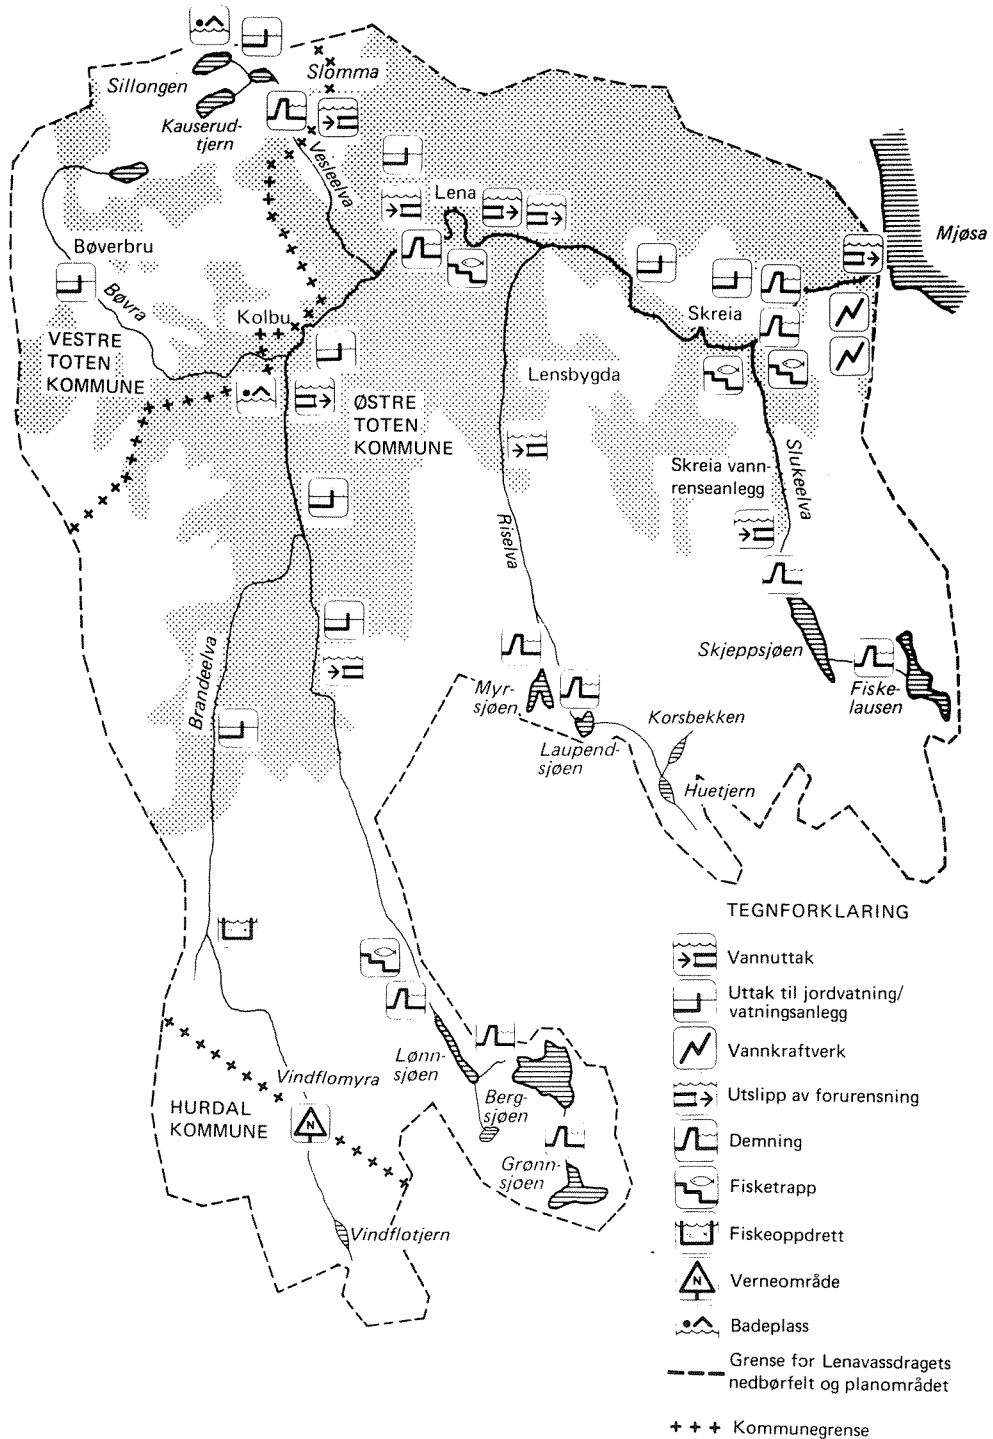 Slomma
Sillongen
Kauserud-
tjern
Vesleelva
Lena
Mjøsa
Bøverbru
Bøvra
Kolbu
Skreia
VESTRE
TOTEN
KOMMUNE
Lensbygda
ØSTRE
TOTEN
KOMMUNE
Slukeelva
Skreia vann-
renseanlegg
Riselva
Skjeppsjøen
Fiske-
lausen
Brandeelva
Myr-
sjøen
Korsbekken
Laupend-
sjøen
Huetjern
Lønn-
sjøen
Vindflomyra
Berg-
sjøen
HURDAL
KOMMUNE
N
Grønn-
sjøen
Vindflotjern
TEGNFORKLARING
Vannuttak
Uttak til jordvatning/
vatningsanlegg
Vannkraftverk
Utslipp av forurensning
Demning
Fisketrapp
Fiskeoppdrett
N
Verneområde
Badeplass
Grense for Lenavassdragets
nedbørfelt og planområdet
Kommunegrense